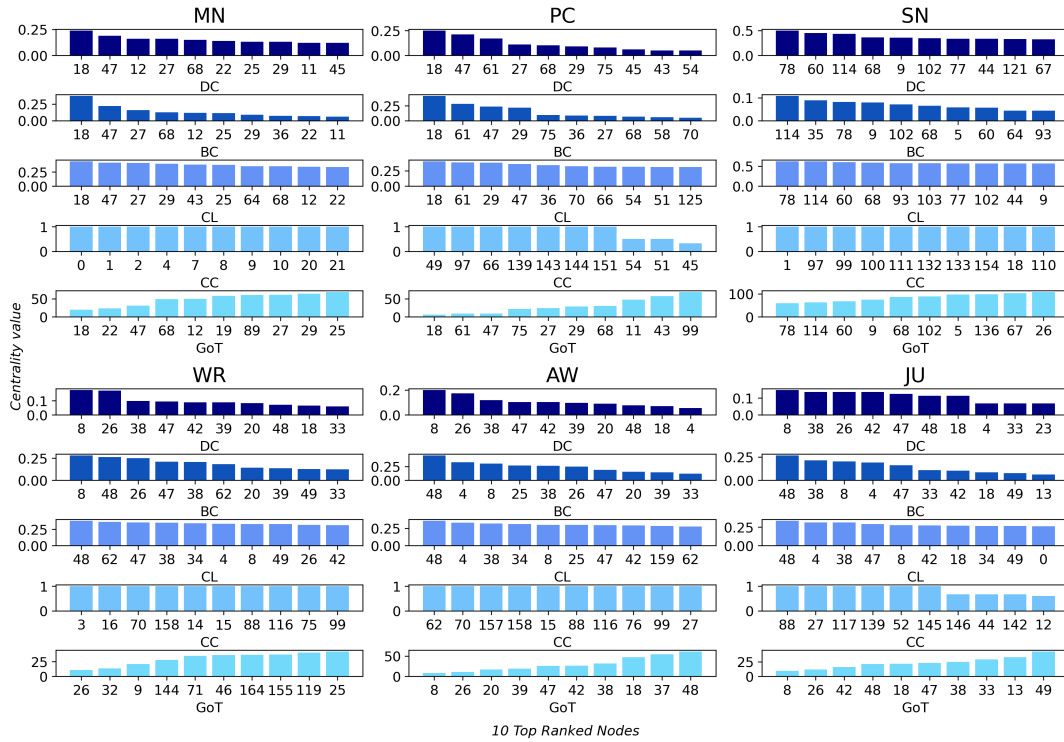 MN PC SN
0.25 0.00 18 47 12 27 68 22 25 29 11 45 0.25 0.00 18 47 61 27 68 29 75 45 43 54 0.5 0.0 78 60 114 68 9 102 77 44 121 67
DC DC DC
0.25 0.00 18 47 27 68 12 25 29 36 22 11 0.25 0.00 18 61 47 29 75 36 27 68 58 70 0.1 0.0 114 35 78 9 102 68 5 60 64 93
BC BC BC
0.25 0.00 18 47 27 29 43 25 64 68 12 22 0.25 0.00 18 61 29 47 36 70 66 54 51 125 0.5 0.0 78 114 60 68 93 103 77 102 44 9
CL CL CL
1 0 0 1 2 4 7 8 9 10 20 21 1 0 49 97 66 139 143 144 151 54 51 45 1 0 1 97 99 100 111 132 133 154 18 110
CC CC CC
50 0 18 22 47 68 12 19 89 27 29 25 50 0 18 61 47 75 27 29 68 11 43 99 100 0 78 114 60 9 68 102 5 136 67 26
GoT GoT GoT
Centrality value
WR AW JU
0.1 0.0 8 26 38 42 47 39 20 48 18 33 0.2 0.0 8 26 38 47 42 39 20 48 18 4 0.1 0.0 8 38 26 42 47 48 18 4 33 23
DC DC DC
0.25 0.00 8 48 26 47 38 62 20 39 49 33 0.25 0.00 48 4 8 25 38 26 47 20 39 33 0.25 0.00 48 38 8 4 47 33 42 18 49 13
BC BC BC
0.25 0.00 48 62 47 38 34 4 8 49 26 42 0.25 0.00 48 4 38 34 8 25 47 42 159 62 0.25 0.00 48 4 38 47 8 42 18 34 49 0
CL CL CL
1 0 3 16 70 158 14 15 88 116 75 99 1 0 62 70 157 158 15 88 116 76 99 27 1 0 88 27 117 139 52 145 146 44 142 12
CC CC CC
25 0 26 32 9 144 71 46 164 155 119 25 50 0 8 26 20 39 47 42 38 18 37 48 25 0 8 26 42 48 18 47 38 33 13 49
GoT GoT GoT
10 Top Ranked Nodes